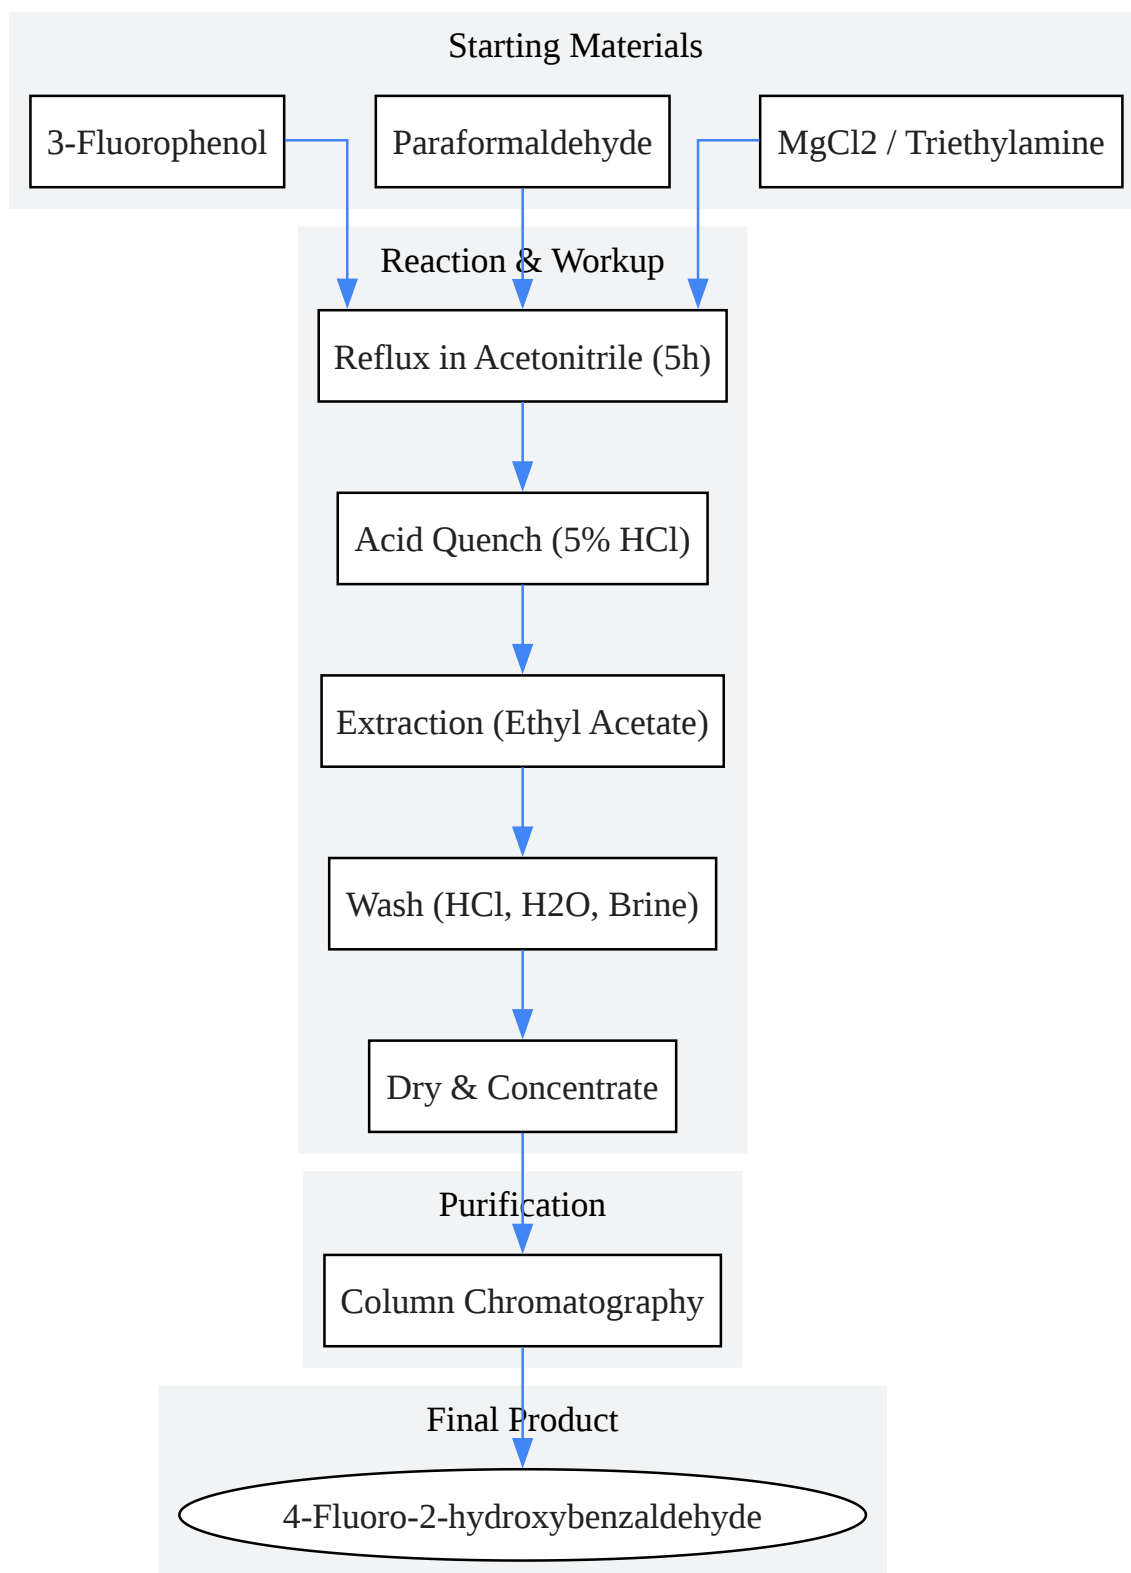 Starting Materials
3-Fluorophenol
Paraformaldehyde
MgCl2 / Triethylamine
Reaction & Workup
Reflux in Acetonitrile (5h)
Acid Quench (5% HCl)
Extraction (Ethyl Acetate)
Wash (HCl, H2O, Brine)
Dry & Concentrate
Purification
Column Chromatography
Final Product
4-Fluoro-2-hydroxybenzaldehyde